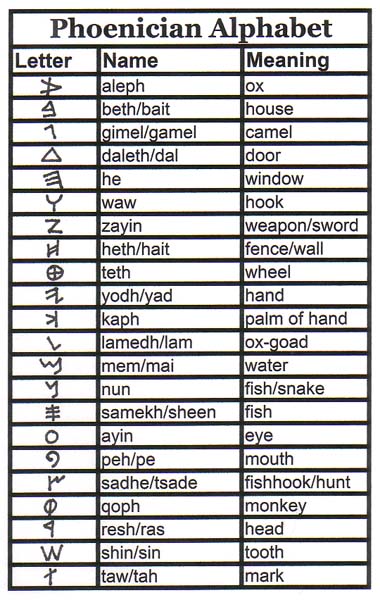 Phoenician Alphabet
Letter Name Meaning
𐤀 aleph ox
𐤁 beth/bait house
𐤂 gimel/gamel camel
𐤃 daleth/dal door
𐤄 he window
𐤅 waw hook
𐤆 zayin weapon/sword
𐤇 heth/hait fence/wall
𐤈 teth wheel
𐤉 yodh/yad hand
𐤊 kaph palm of hand
𐤋 lamedh/lam ox-goad
𐤌 mem/mai water
𐤍 nun fish/snake
𐤎 samekh/sheen fish
𐤏 ayin eye
𐤐 peh/pe mouth
𐤑 sadhe/tsade fishhook/hunt
𐤒 qoph monkey
𐤓 resh/ras head
𐤔 shin/sin tooth
𐤕 taw/tah mark